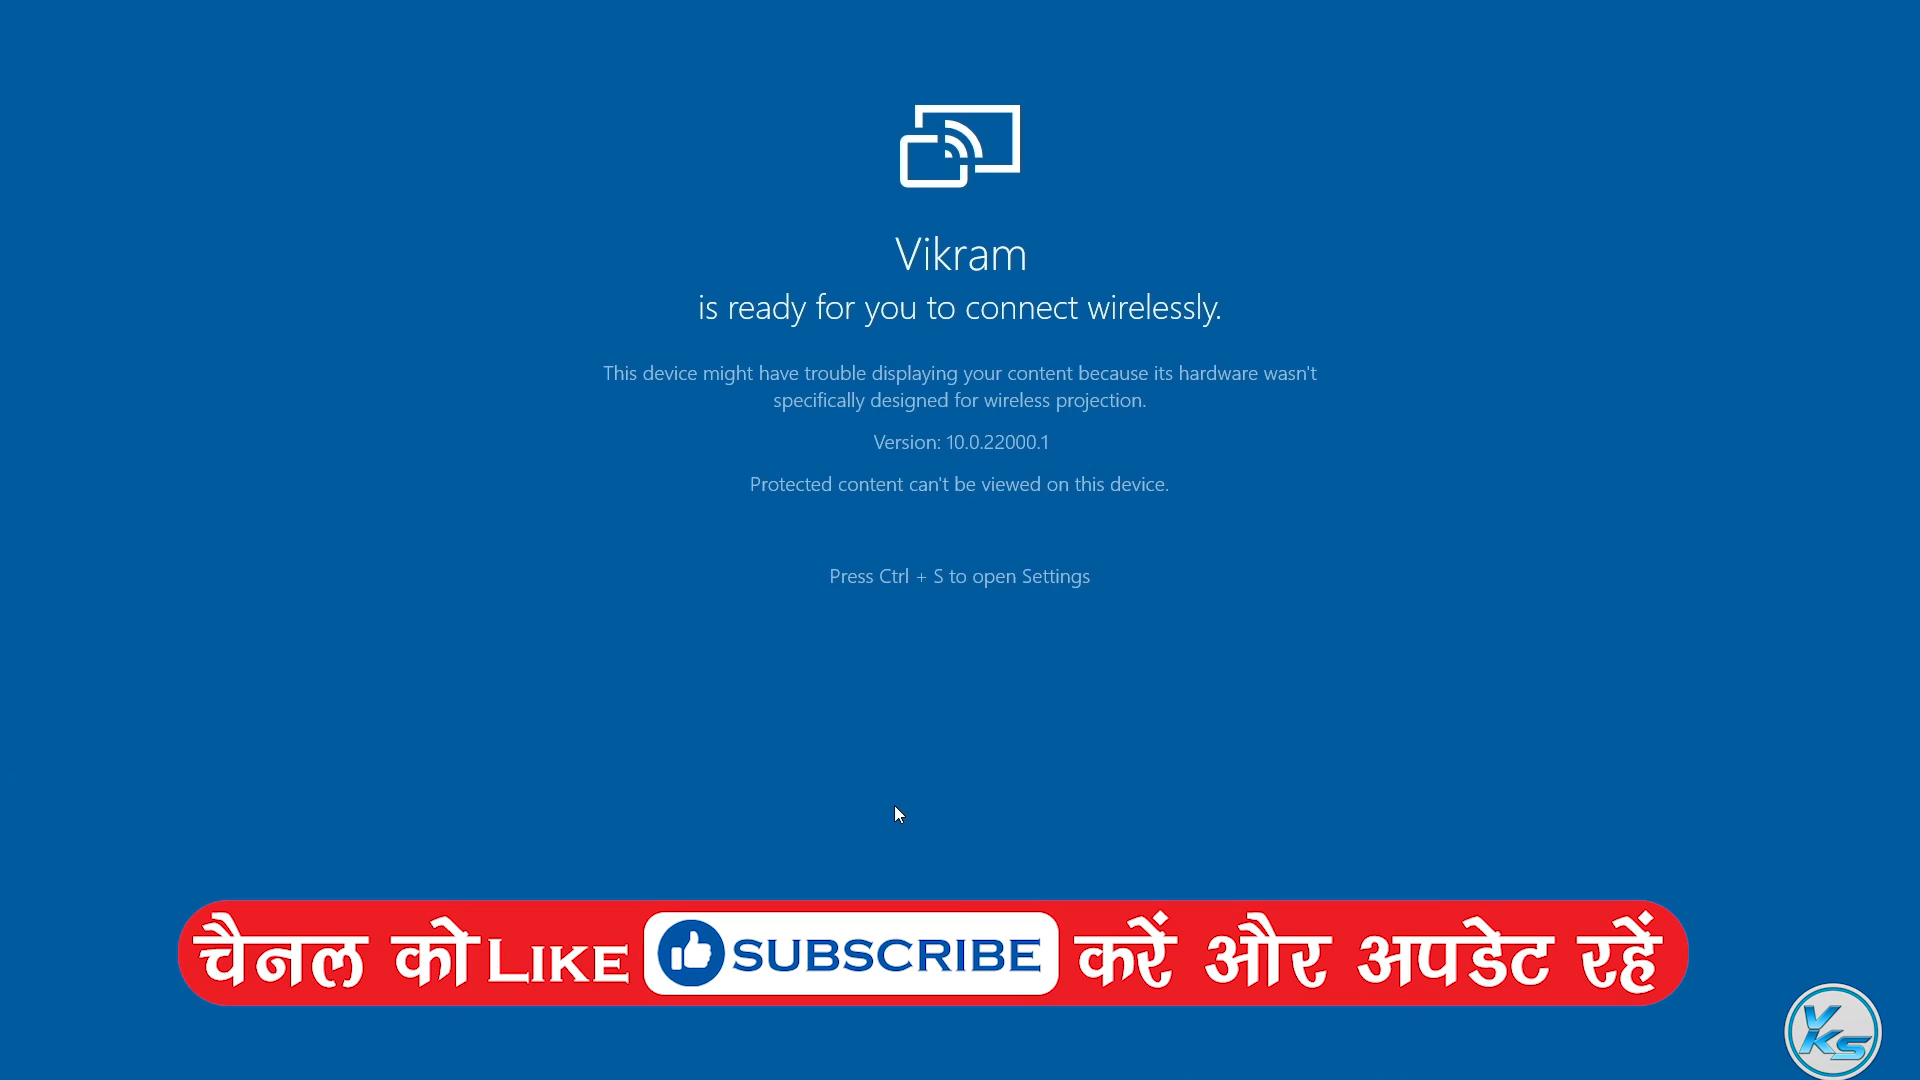 Vikram
is ready for you to connect wirelessly.
This device might have trouble displaying your content because its hardware wasn't
specifically designed for wireless projection.
Version: 10.0.22000.1
Protected content can't be viewed on this device.
Press Ctrl + S to open Settings
चैनल को LIKE SUBSCRIBE करें और अपडेट रहें
VKS